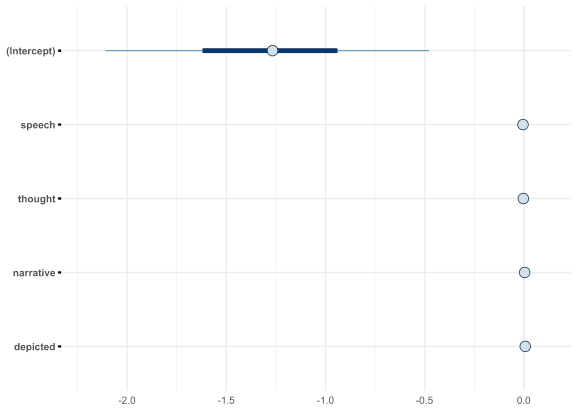 (Intercept)
speech
thought
narrative
depicted
-2.0 -1.5 -1.0 -0.5 0.0